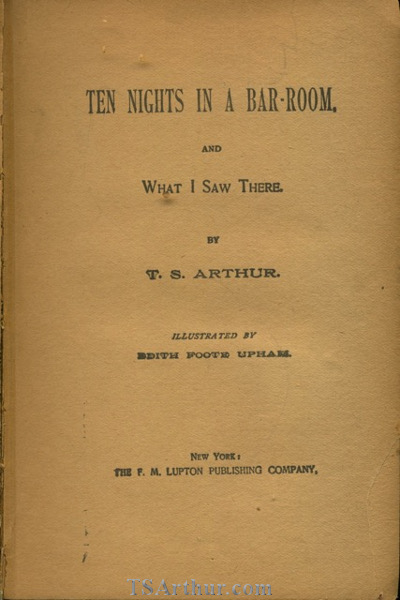 TEN NIGHTS IN A BAR-ROOM,
AND
WHAT I SAW THERE.
BY
T. S. ARTHUR.
ILLUSTRATED BY
EDITH FOOTE UPHAM.
NEW YORK:
THE F. M. LUPTON PUBLISHING COMPANY,
TSArthur.com